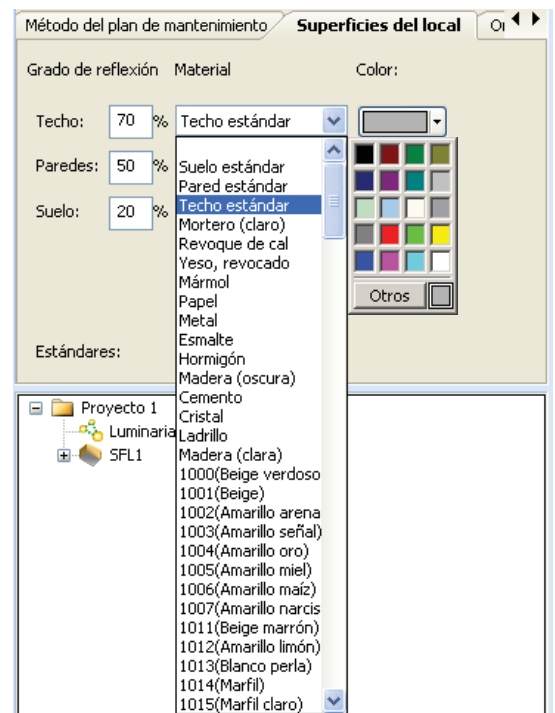 Método del plan de mantenimiento Superficies del local
Grado de reflexión Material Color:
Techo: 70 % Techo estándar
Paredes: 50 %
Suelo: 20 %
Suelo estándar
Pared estándar
Techo estándar
Mortero (claro)
Revoque de cal
Yeso, revocado
Mármol
Papel
Metal
Esmalte
Hormigón
Madera (oscura)
Cemento
Cristal
Ladrillo
Madera (clara)
1000(Beige verdoso
1001(Beige)
1002(Amarillo arena
1003(Amarillo señal)
1004(Amarillo oro)
1005(Amarillo miel)
1006(Amarillo maíz)
1007(Amarillo narcis
1011(Beige marrón)
1012(Amarillo limón)
1013(Blanco perla)
1014(Marfil)
1015(Marfil claro)
Otros
Estándares:
Proyecto 1
Luminaria
SFL1